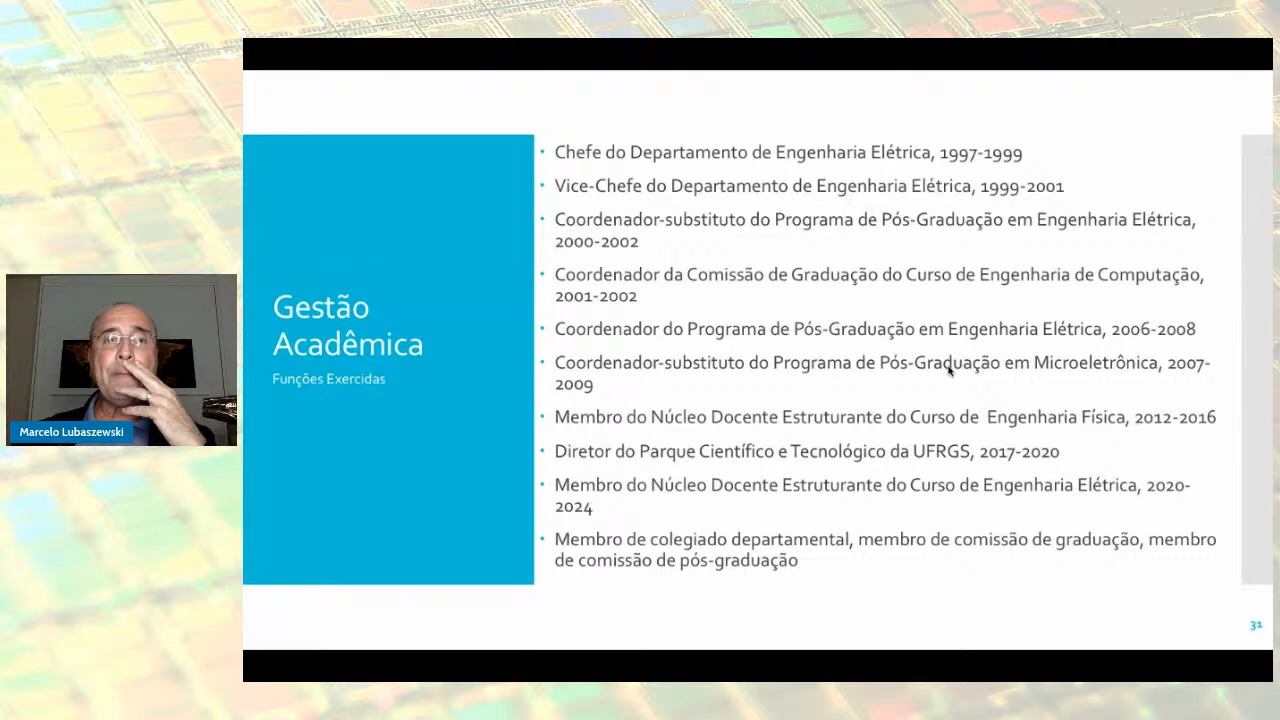 Chefe do Departamento de Engenharia Elétrica, 1997-1999
Vice-Chefe do Departamento de Engenharia Elétrica, 1999-2001
Coordenador-substituto do Programa de Pós-Graduação em Engenharia Elétrica,
2000-2002
Coordenador da Comissão de Graduação do Curso de Engenharia de Computação,
2001-2002
Gestão
Acadêmica
Funções Exercidas
Coordenador do Programa de Pós-Graduação em Engenharia Elétrica, 2006-2008
Coordenador-substituto do Programa de Pós-Graduação em Microeletrônica, 2007-
2009
Membro do Núcleo Docente Estruturante do Curso de  Engenharia Física, 2012-2016
Diretor do Parque Científico e Tecnológico da UFRGS, 2017-2020
Membro do Núcleo Docente Estruturante do Curso de Engenharia Elétrica, 2020-
2024
Membro de colegiado departamental, membro de comissão de graduação, membro
de comissão de pós-graduação
Marcelo Lubaszewski
31